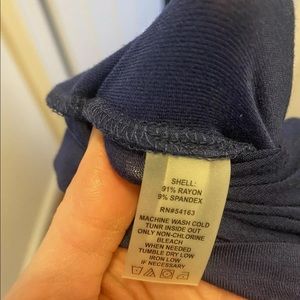 SHELL:
91% RAYON
9% SPANDEX
RN#54163
MACHINE WASH COLD
TUNR INSIDE OUT
ONLY NON-CHLORINE
BLEACH
WHEN NEEDED
TUMBLE DRY LOW
IRON LOW
IF NECESSARY